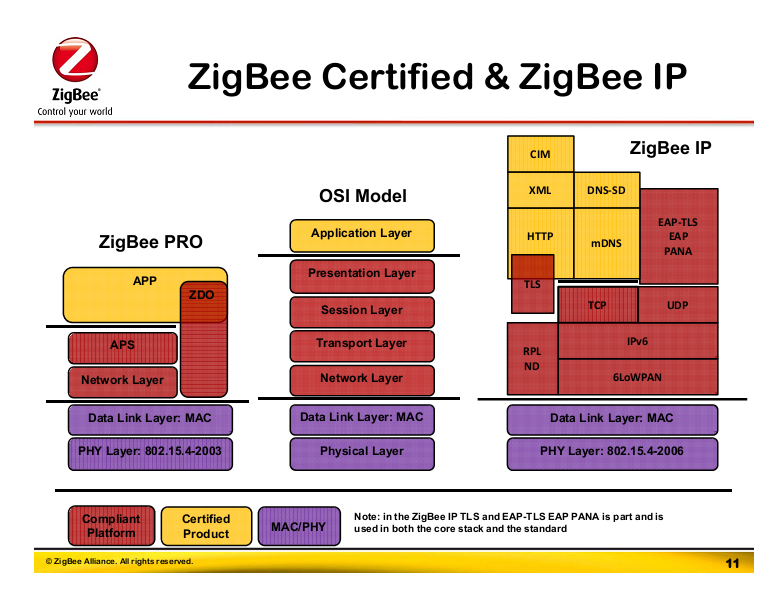 ZigBee®
Control your world
ZigBee Certified & ZigBee IP
ZigBee PRO
APP
ZDO
APS
Network Layer
Data Link Layer: MAC
PHY Layer: 802.15.4-2003
OSI Model
Application Layer
Presentation Layer
Session Layer
Transport Layer
Network Layer
Data Link Layer: MAC
Physical Layer
ZigBee IP
CIM
XML
DNS-SD
HTTP
mDNS
EAP-TLS
EAP
PANA
TLS
TCP
UDP
RPL
ND
IPv6
6LoWPAN
Data Link Layer: MAC
PHY Layer: 802.15.4-2006
Compliant
Platform
Certified
Product
MAC/PHY
Note: in the ZigBee IP TLS and EAP-TLS EAP PANA is part and is
used in both the core stack and the standard
© ZigBee Alliance. All rights reserved.
11